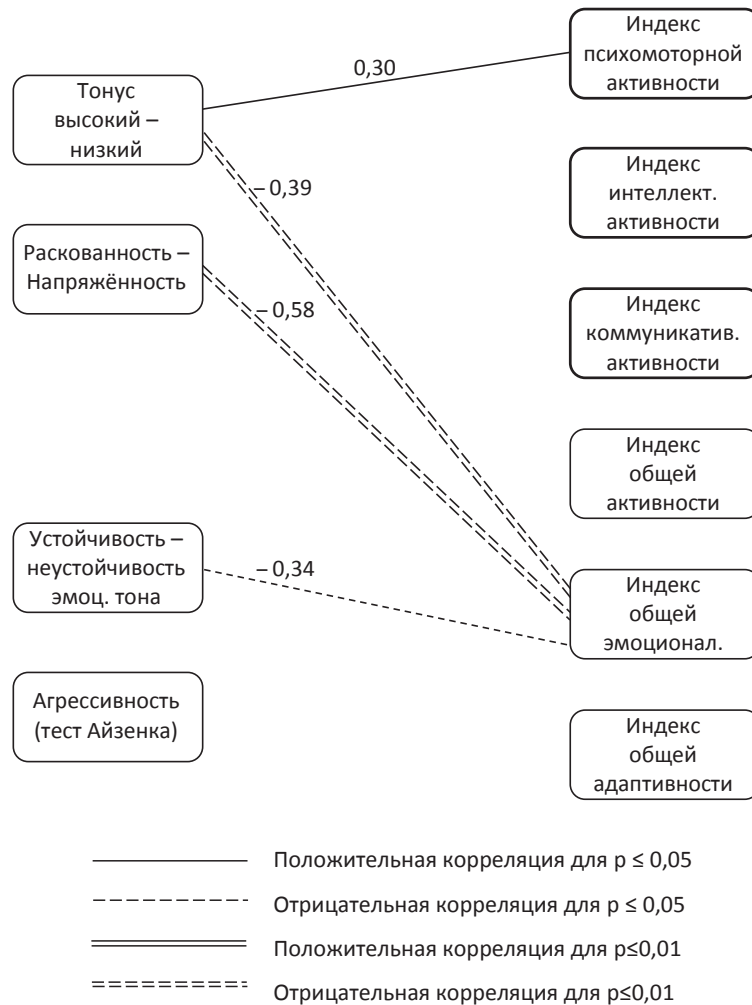 Тонус
высокий –
низкий
Раскованность –
Напряжённость
Устойчивость –
неустойчивость
эмоц. тона
Агрессивность
(тест Айзенка)
0,30
– 0,39
– 0,58
– 0,34
Индекс
психомоторной
активности
Индекс
интеллект.
активности
Индекс
коммуникатив.
активности
Индекс
общей
активности
Индекс
общей
эмоционал.
Индекс
общей
адаптивности
Положительная корреляция для p ≤ 0,05
Отрицательная корреляция для p ≤ 0,05
Положительная корреляция для p≤0,01
Отрицательная корреляция для p≤0,01